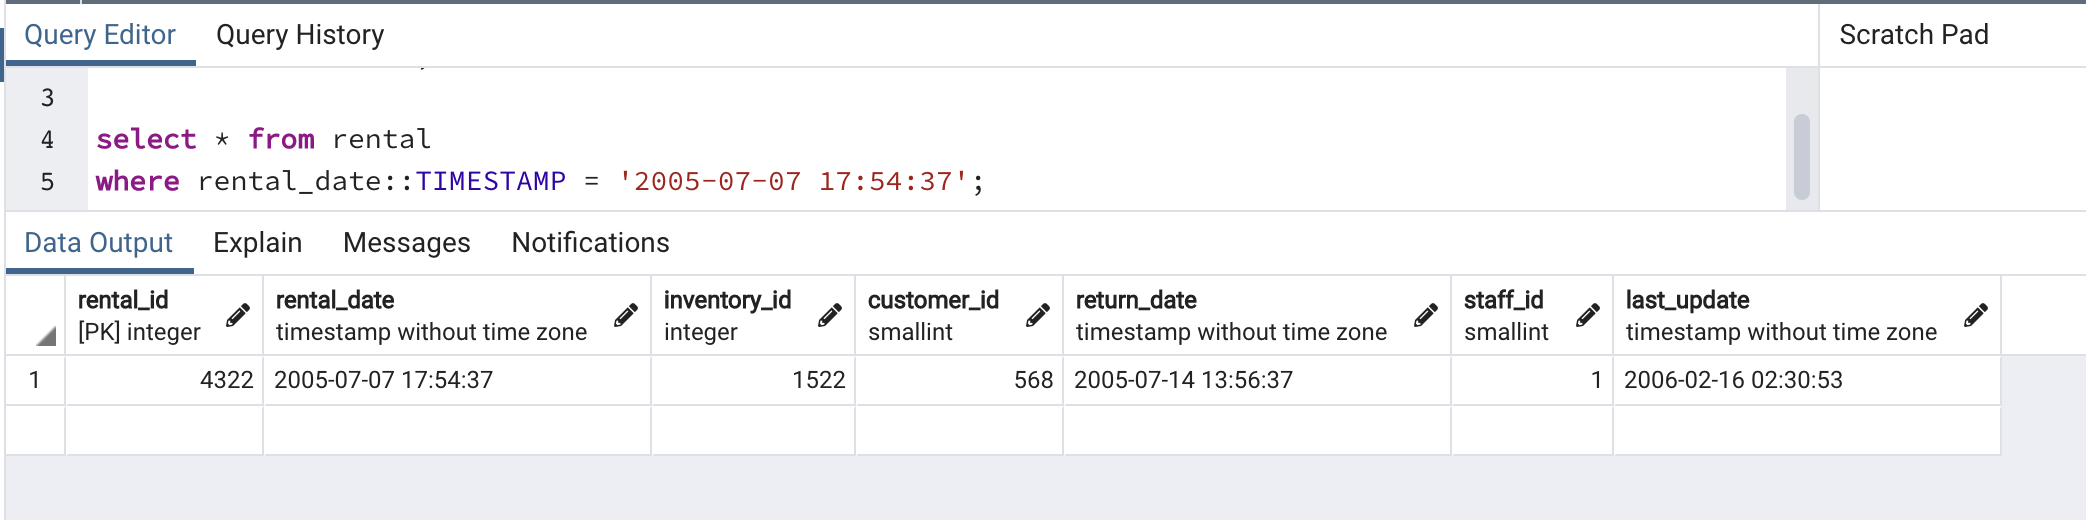 Query Editor Query History Scratch Pad
3
4 select * from rental
5 where rental_date::TIMESTAMP = '2005-07-07 17:54:37';
Data Output Explain Messages Notifications
rental_id rental_date inventory_id customer_id return_date staff_id last_update
[PK] integer timestamp without time zone integer smallint timestamp without time zone smallint timestamp without time zone
1 4322 2005-07-07 17:54:37 1522 568 2005-07-14 13:56:37 1 2006-02-16 02:30:53